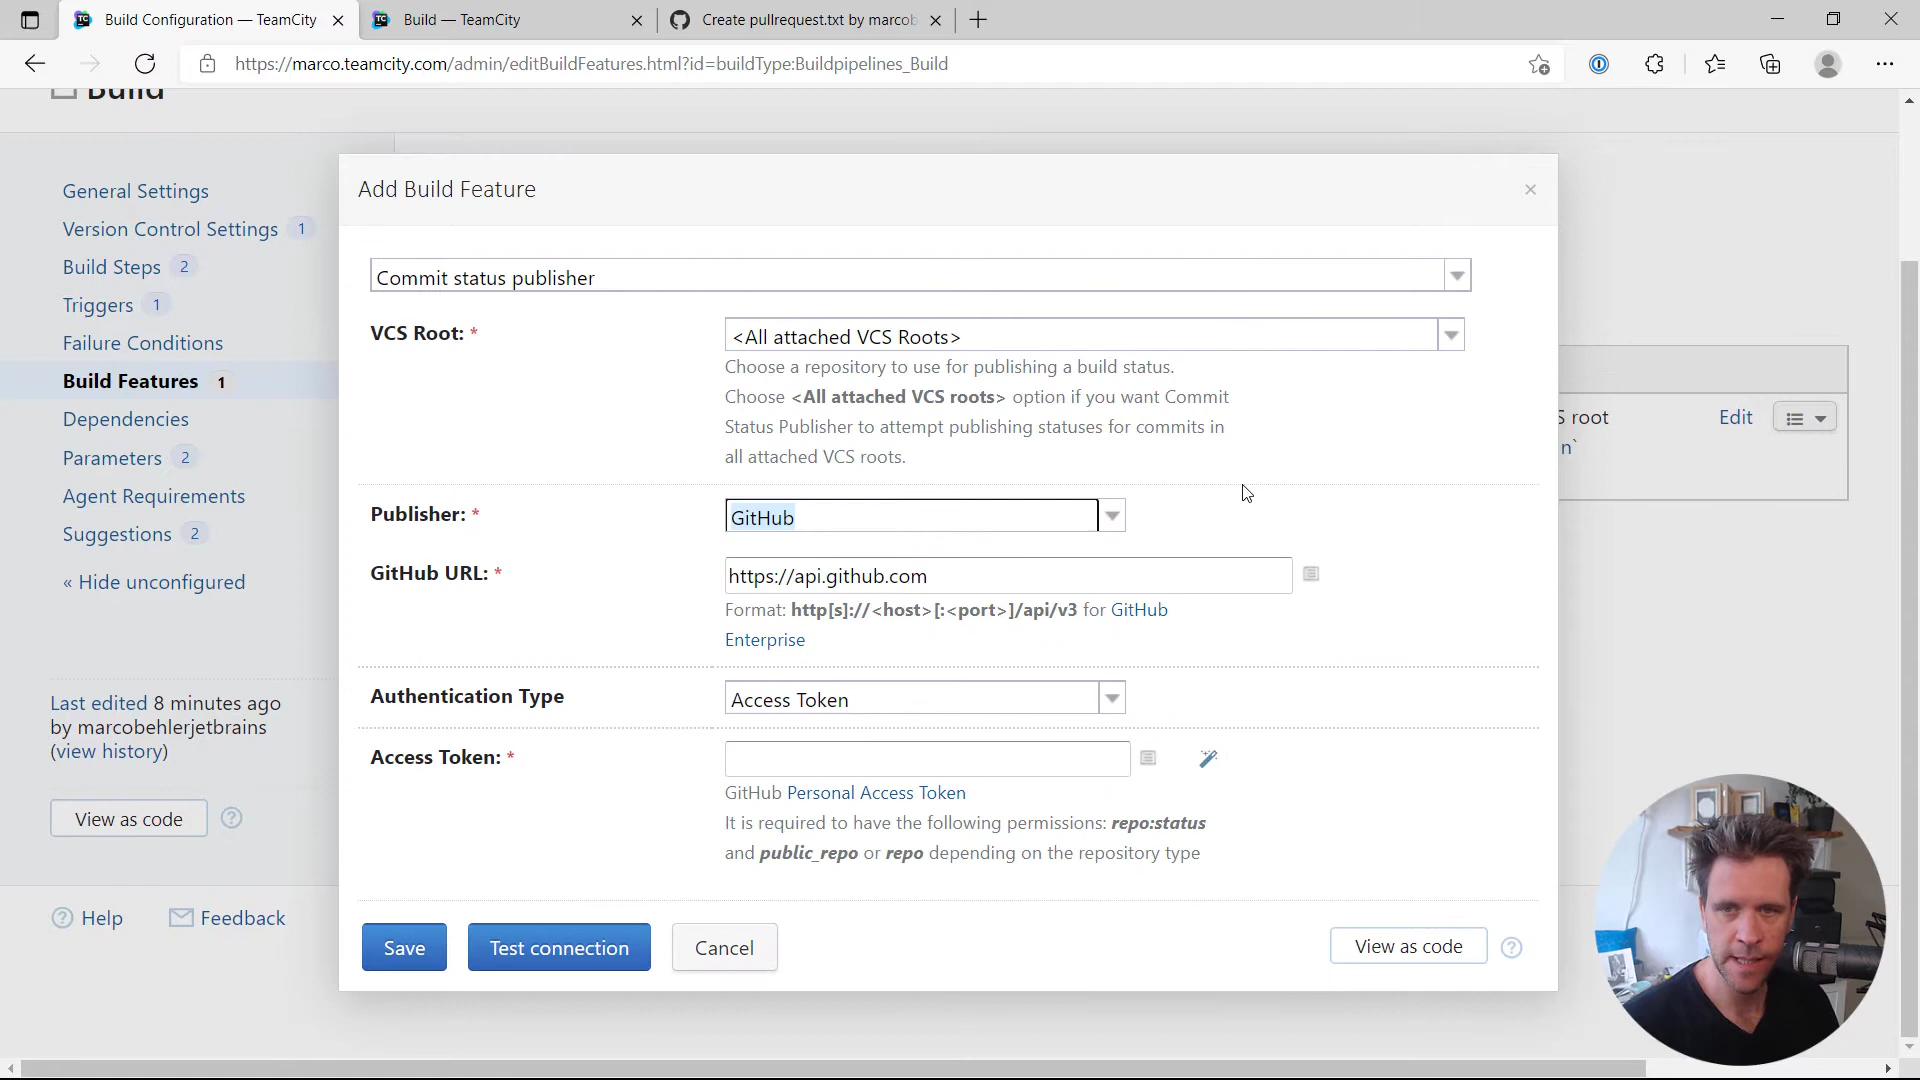 Build Configuration — TeamCity
Build — TeamCity
Create pullrequest.txt by marcob
https://marco.teamcity.com/admin/editBuildFeatures.html?id=buildType:Buildpipelines_Build
Build
General Settings
Version Control Settings 1
Build Steps 2
Triggers 1
Failure Conditions
Build Features 1
Dependencies
Parameters 2
Agent Requirements
Suggestions 2
« Hide unconfigured
Last edited 8 minutes ago
by marcobehlerjetbrains
(view history)
View as code
Help
Feedback
Add Build Feature
Commit status publisher
VCS Root: *
<All attached VCS Roots>
Choose a repository to use for publishing a build status.
Choose <All attached VCS roots> option if you want Commit
Status Publisher to attempt publishing statuses for commits in
all attached VCS roots.
Publisher: *
GitHub
GitHub URL: *
https://api.github.com
Format: http[s]://<host>[:<port>]/api/v3 for GitHub
Enterprise
Authentication Type
Access Token
Access Token: *
GitHub Personal Access Token
It is required to have the following permissions: repo:status
and public_repo or repo depending on the repository type
Save
Test connection
Cancel
View as code
S root
Edit
n`